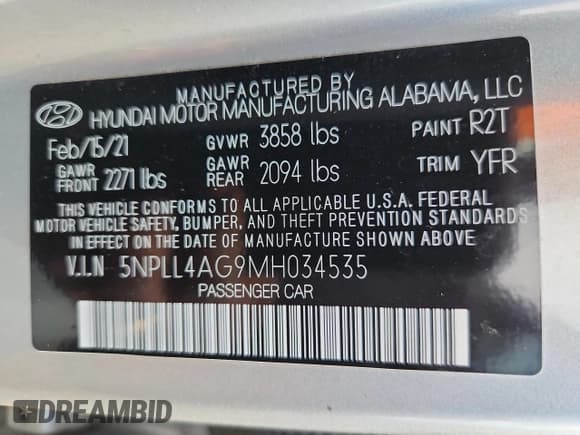 MANUFACTURED BY
HYUNDAI MOTOR MANUFACTURING ALABAMA, LLC
Feb/15/21 GVWR 3858 lbs PAINT R2T
GAWR FRONT 2271 lbs GAWR REAR 2094 lbs TRIM YFR
THIS VEHICLE CONFORMS TO ALL APPLICABLE U.S.A. FEDERAL
MOTOR VEHICLE SAFETY, BUMPER, AND THEFT PREVENTION STANDARDS
IN EFFECT ON THE DATE OF MANUFACTURE SHOWN ABOVE.
V.I.N 5NPLL4AG9MH034535
PASSENGER CAR
DREAMBID